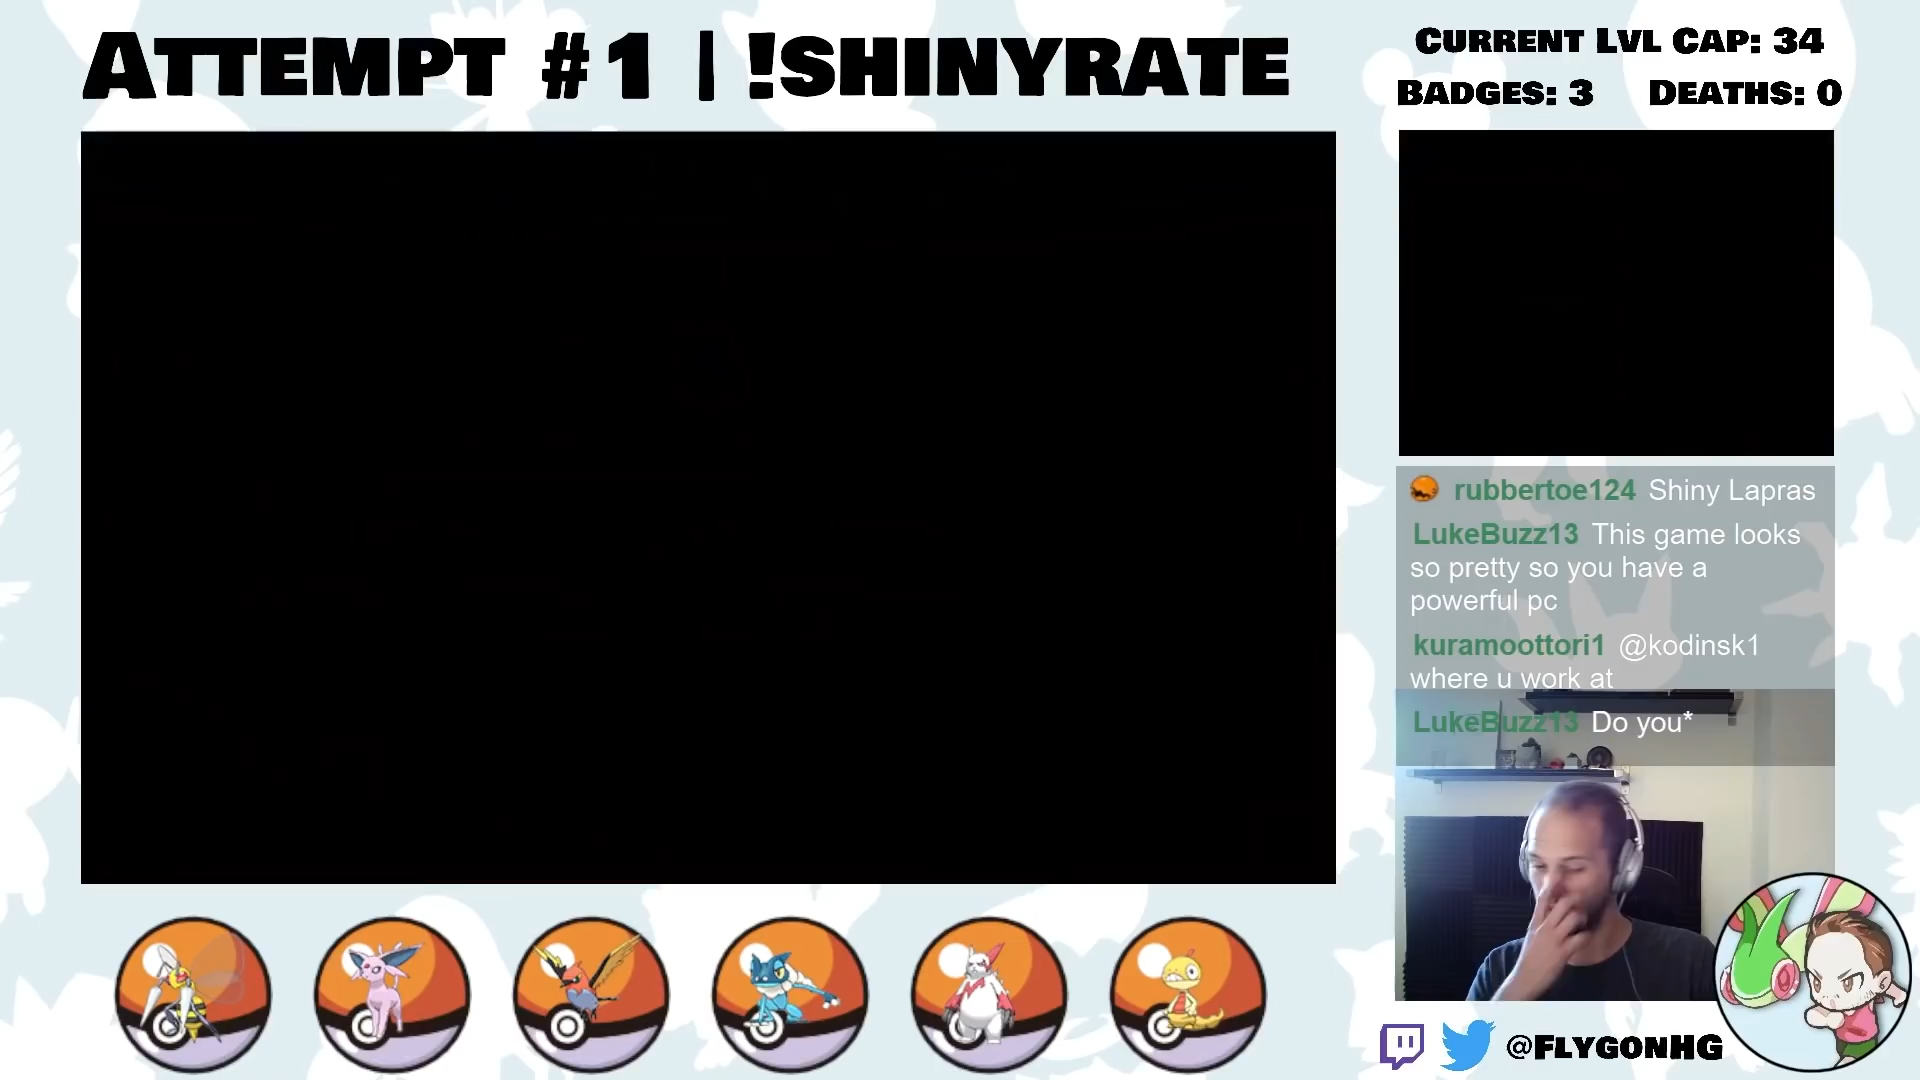 ATTEMPT #1 | !SHINYRATE
CURRENT LVL CAP: 34
BADGES: 3 DEATHS: 0
rubbertoe124 Shiny Lapras
LukeBuzz13 This game looks
so pretty so you have a
powerful pc
kuramoottori1 @kodinsk1
where u work at
LukeBuzz13 Do you*
@FLYGONHG